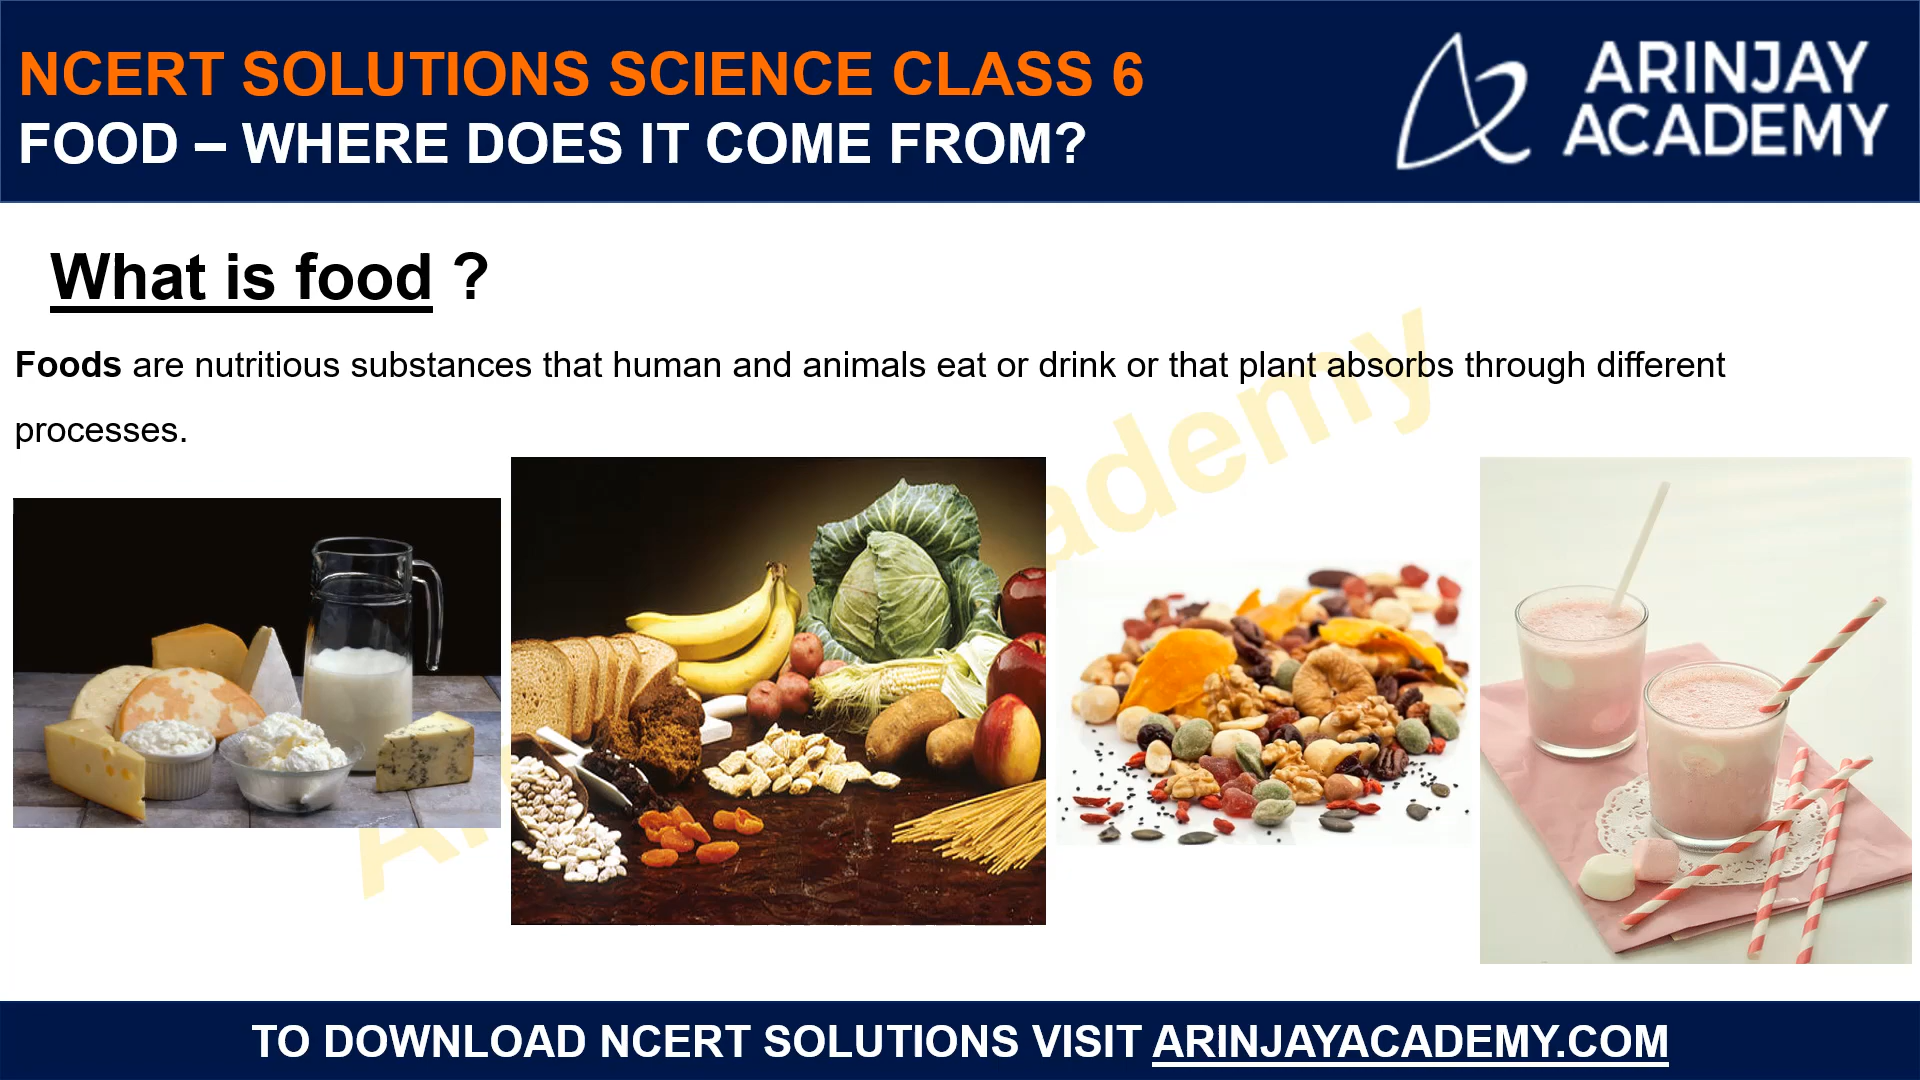 NCERT SOLUTIONS SCIENCE CLASS 6
FOOD – WHERE DOES IT COME FROM?
ARINJAY
ACADEMY
What is food ?
Foods are nutritious substances that human and animals eat or drink or that plant absorbs through different
processes.
TO DOWNLOAD NCERT SOLUTIONS VISIT ARINJAYACADEMY.COM